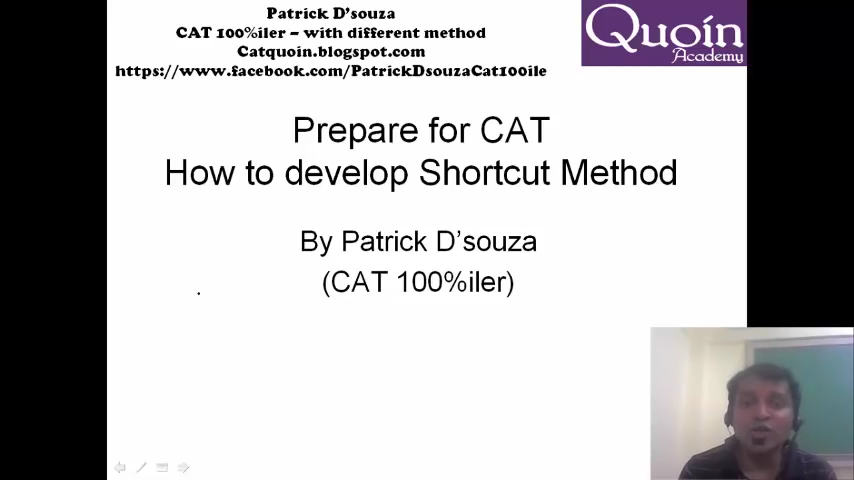 Patrick D'souza
CAT 100%iler – with different method
Catquoin.blogspot.com
https://www.facebook.com/PatrickDsouzaCat100ile
Quoin
Academy
Prepare for CAT
How to develop Shortcut Method
By Patrick D'souza
(CAT 100%iler)